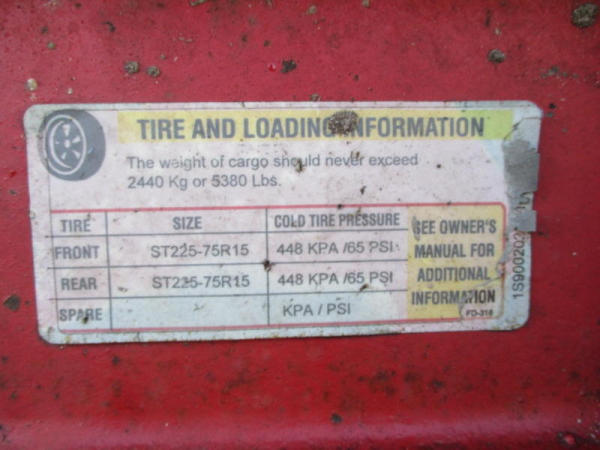 TIRE AND LOADING INFORMATION
The weight of cargo should never exceed
2440 Kg or 5380 Lbs.
TIRE SIZE COLD TIRE PRESSURE SEE OWNER'S
FRONT ST225-75R15 448 KPA /65 PSI MANUAL FOR
REAR ST225-75R15 448 KPA /65 PSI ADDITIONAL
INFORMATION
SPARE KPA / PSI
FD-316